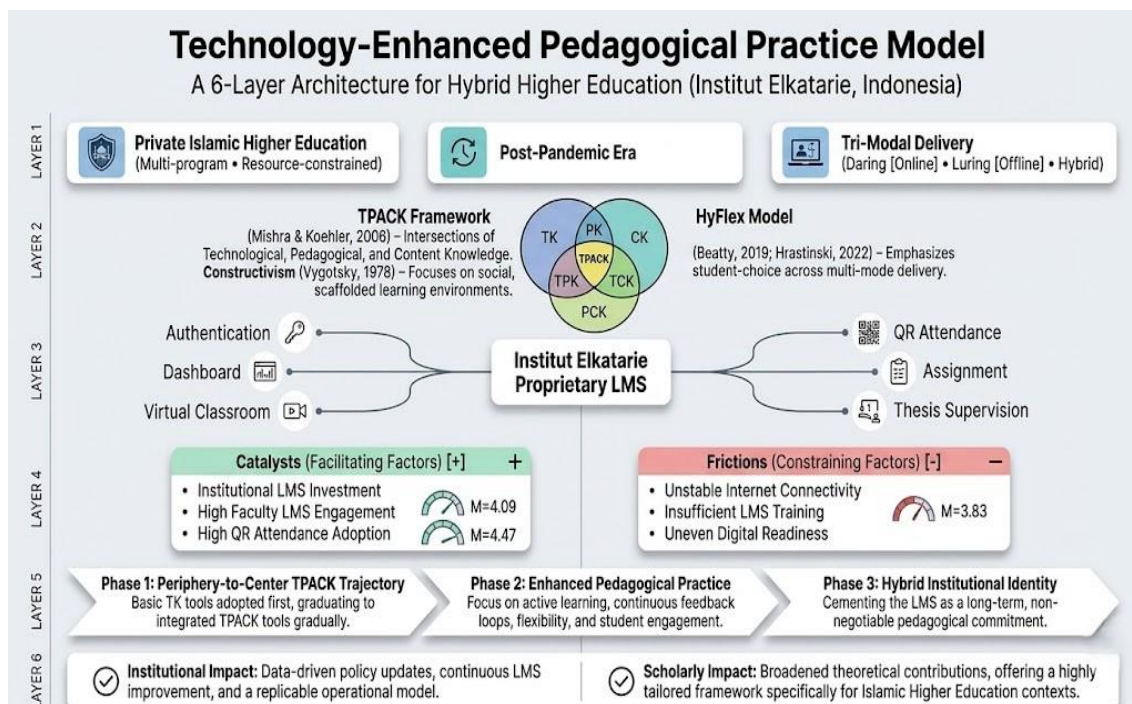 Technology-Enhanced Pedagogical Practice Model
A 6-Layer Architecture for Hybrid Higher Education (Institut Elkatarie, Indonesia)
LAYER 1
Private Islamic Higher Education
(Multi-program • Resource-constrained)
Post-Pandemic Era
Tri-Modal Delivery
(Daring [Online] • Luring [Offline] • Hybrid)
LAYER 2
TPACK Framework
(Mishra & Koehler, 2006) – Intersections of
Technological, Pedagogical, and Content Knowledge.
Constructivism (Vygotsky, 1978) – Focuses on social,
scaffolded learning environments.
TK
PK
CK
TPACK
TPK
TCK
PCK
HyFlex Model
(Beatty, 2019; Hrastinski, 2022) – Emphasizes
student-choice across multi-mode delivery.
LAYER 3
Authentication
Dashboard
Virtual Classroom
Institut Elkatarie
Proprietary LMS
QR Attendance
Assignment
Thesis Supervision
LAYER 4
Catalysts (Facilitating Factors) [+] +
• Institutional LMS Investment
• High Faculty LMS Engagement M=4.09
• High QR Attendance Adoption M=4.47
Frictions (Constraining Factors) [-] –
• Unstable Internet Connectivity
• Insufficient LMS Training M=3.83
• Uneven Digital Readiness
LAYER 5
Phase 1: Periphery-to-Center TPACK Trajectory
Basic TK tools adopted first, graduating to
integrated TPACK tools gradually.
Phase 2: Enhanced Pedagogical Practice
Focus on active learning, continuous feedback
loops, flexibility, and student engagement.
Phase 3: Hybrid Institutional Identity
Cementing the LMS as a long-term, non-
negotiable pedagogical commitment.
LAYER 6
Institutional Impact: Data-driven policy updates, continuous LMS
improvement, and a replicable operational model.
Scholarly Impact: Broadened theoretical contributions, offering a highly
tailored framework specifically for Islamic Higher Education contexts.